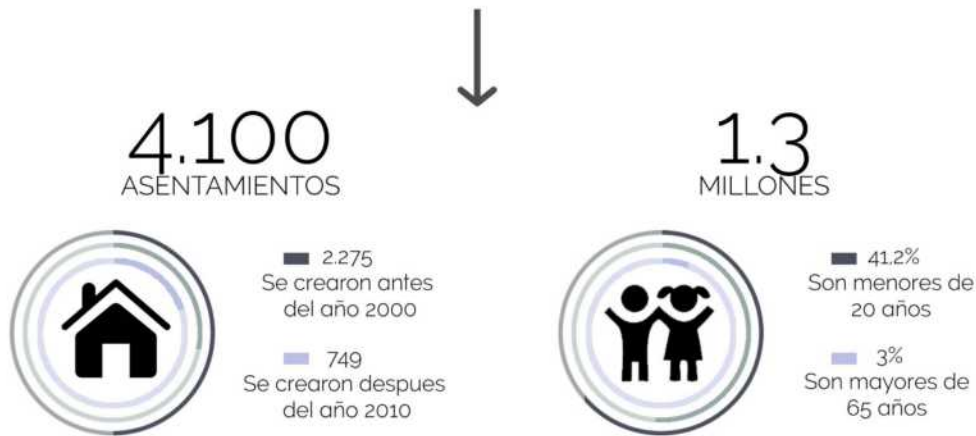 4.100
ASENTAMIENTOS
2.275
Se crearon antes
del año 2000
749
Se crearon despues
del año 2010
1.3
MILLONES
41.2%
Son menores de
20 años
3%
Son mayores de
65 años